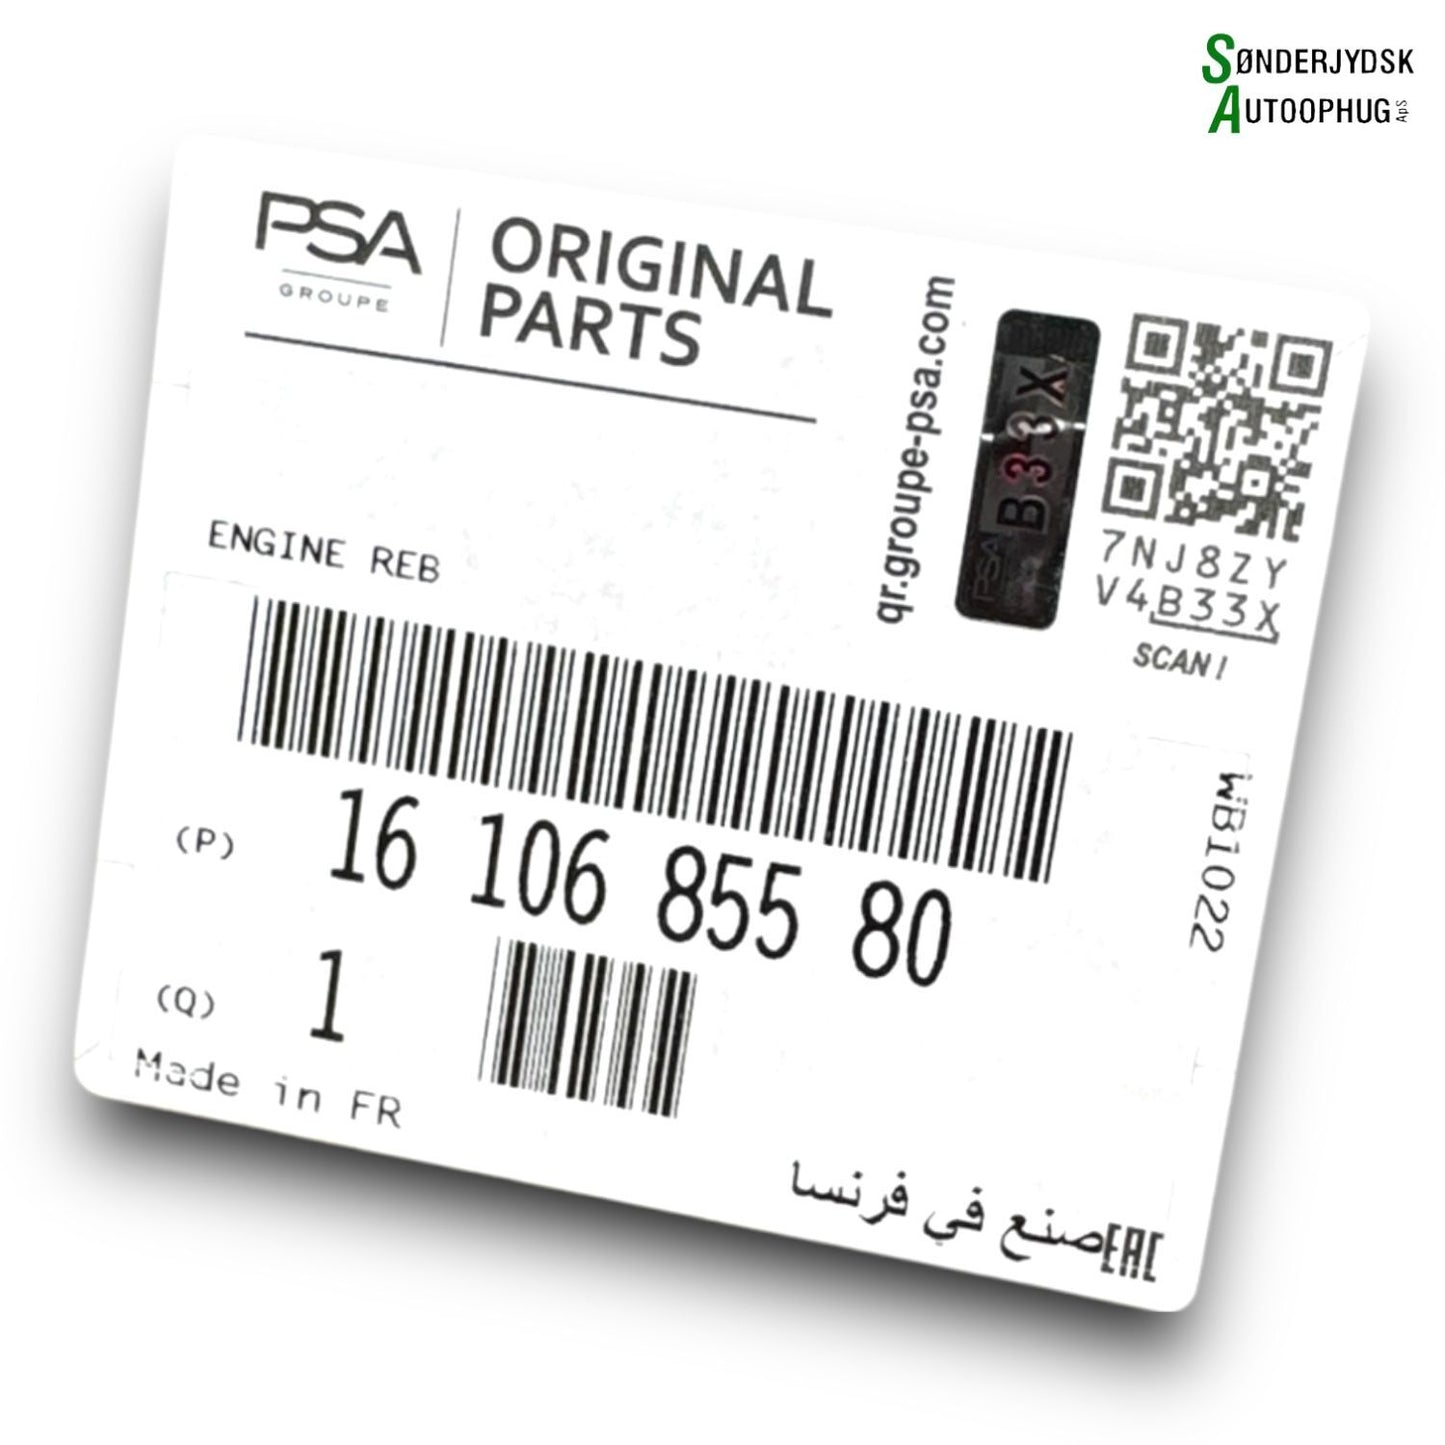 SØNDERJYDSK
AUTOOPHUG ApS
PSA
GROUPE
ORIGINAL
PARTS
qr.groupe-psa.com
PSA
B33X
7NJ8ZY
V4B33X
SCAN!
ENGINE REB
(P) 16 106 855 80
WB1022
(Q) 1
Made in FR
صنع في فرنسا
EAC